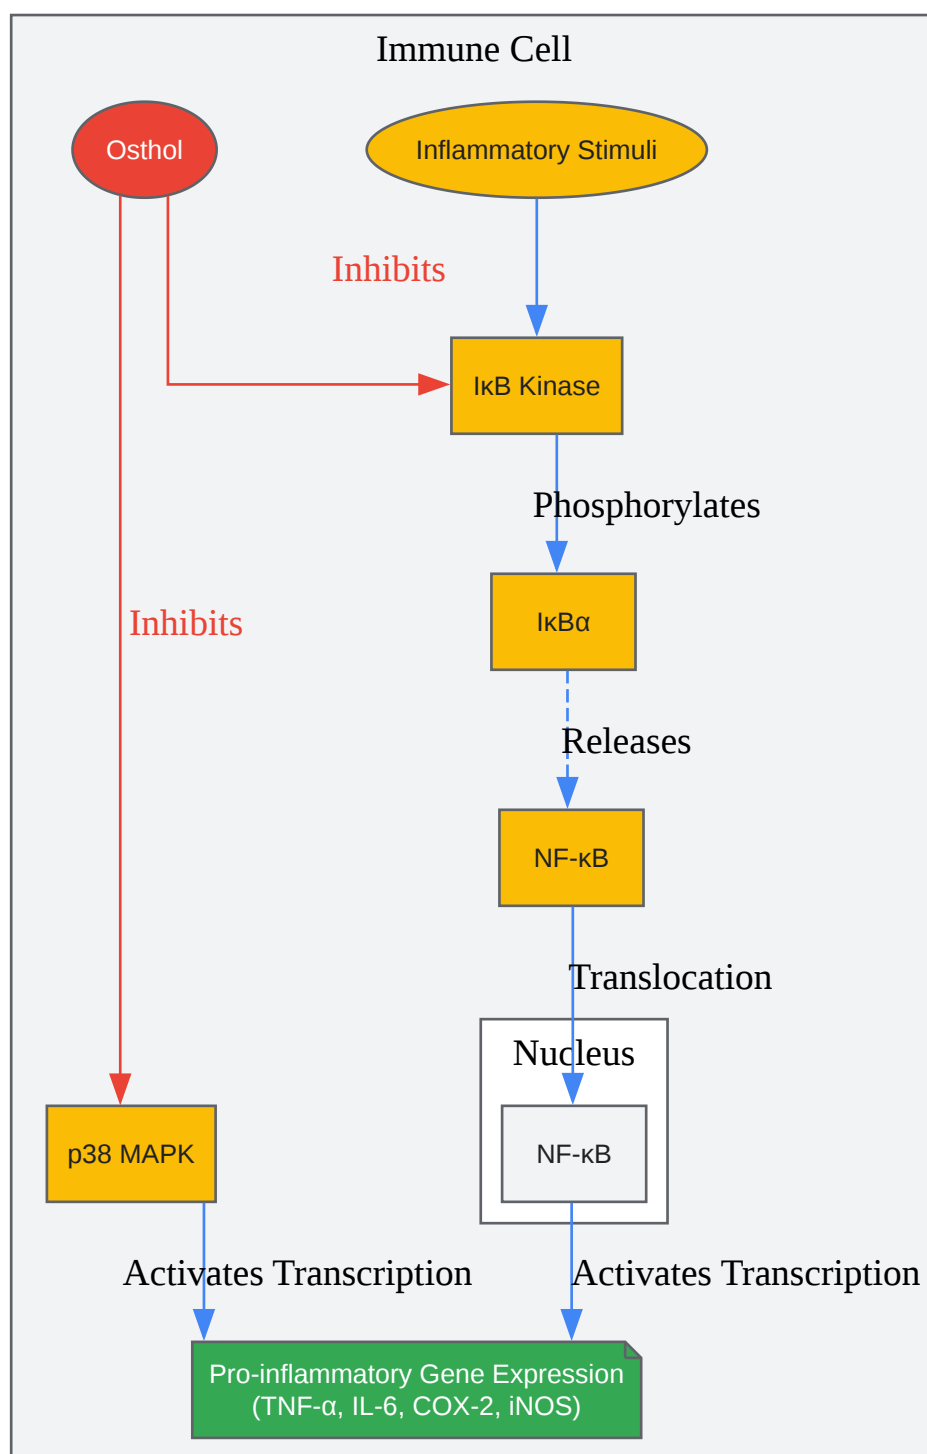 Immune Cell
Osthol
Inflammatory Stimuli
Inhibits
IκB Kinase
Phosphorylates
IκBα
Inhibits
Releases
NF-κB
Translocation
Nucleus
p38 MAPK
NF-κB
Activates Transcription
Activates Transcription
Pro-inflammatory Gene Expression
(TNF-α, IL-6, COX-2, iNOS)